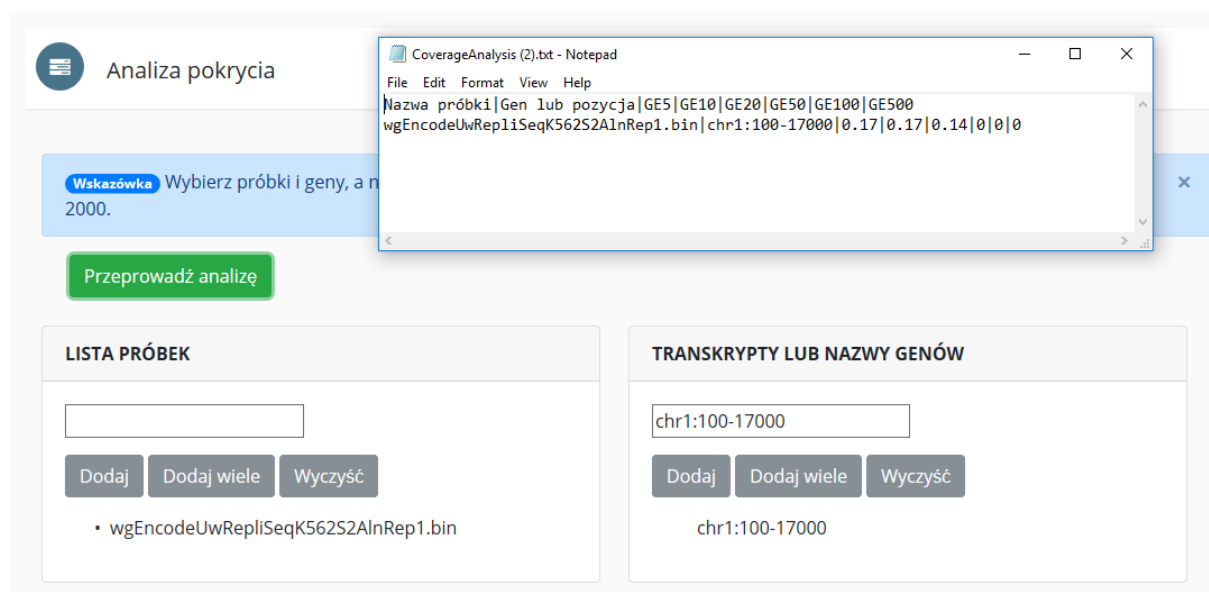 Analiza pokrycia
CoverageAnalysis (2).txt - Notepad
File Edit Format View Help
Nazwa próbki|Gen lub pozycja|GE5|GE10|GE20|GE50|GE100|GE500
wgEncodeUwRepliSeqK562S2AlnRep1.bin|chr1:100-17000|0.17|0.17|0.14|0|0|0
Wskazówka Wybierz próbki i geny, a n
2000.
Przeprowadź analizę
LISTA PRÓBEK
Dodaj Dodaj wiele Wyczyść
• wgEncodeUwRepliSeqK562S2AlnRep1.bin
TRANSKRYPTY LUB NAZWY GENÓW
chr1:100-17000
Dodaj Dodaj wiele Wyczyść
chr1:100-17000